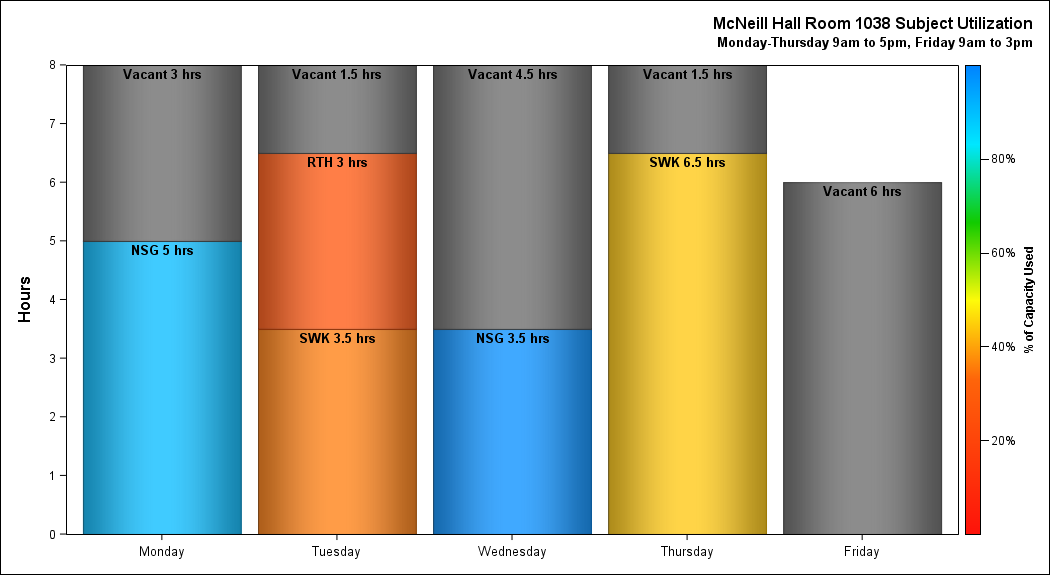 McNeill Hall Room 1038 Subject Utilization
Monday-Thursday 9am to 5pm, Friday 9am to 3pm
8
7
6
5
4
3
2
1
0
Hours
Vacant 3 hrs
NSG 5 hrs
Vacant 1.5 hrs
RTH 3 hrs
SWK 3.5 hrs
Vacant 4.5 hrs
NSG 3.5 hrs
Vacant 1.5 hrs
SWK 6.5 hrs
Vacant 6 hrs
Monday
Tuesday
Wednesday
Thursday
Friday
80%
60%
40%
20%
% of Capacity Used